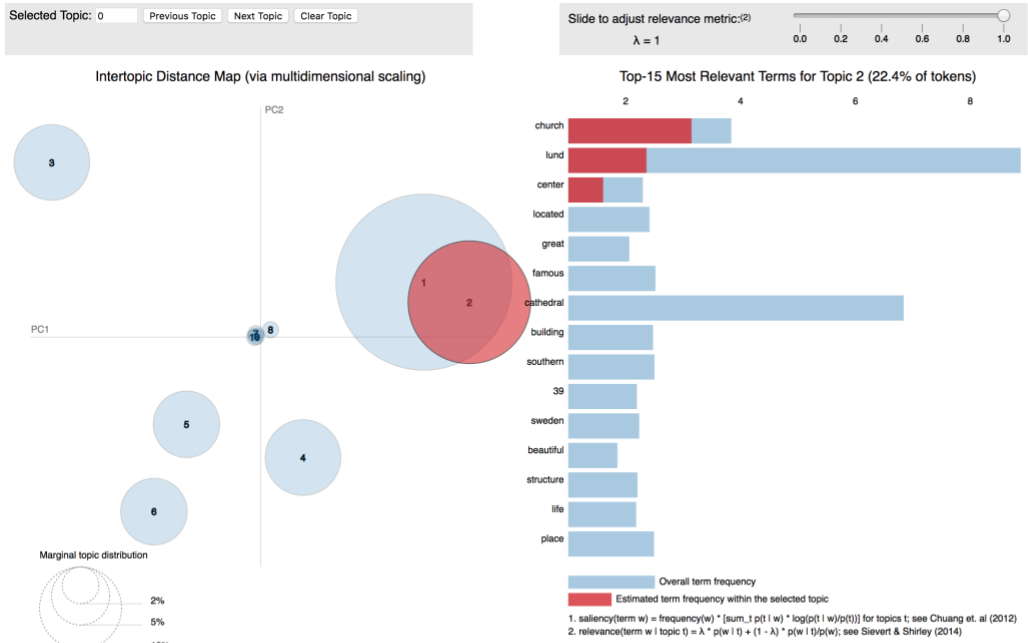 Selected Topic: 0 Previous Topic Next Topic Clear Topic
Slide to adjust relevance metric:(2)
λ = 1
0.0 0.2 0.4 0.6 0.8 1.0
Intertopic Distance Map (via multidimensional scaling)
PC2
PC1
3
1
2
8
5
4
6
Marginal topic distribution
2%
5%
Top-15 Most Relevant Terms for Topic 2 (22.4% of tokens)
2 4 6 8
church
lund
center
located
great
famous
cathedral
building
southern
39
sweden
beautiful
structure
life
place
Overall term frequency
Estimated term frequency within the selected topic
1. saliency(term w) = frequency(w) * [sum_t p(t | w) * log(p(t | w)/p(t))] for topics t; see Chuang et. al (2012)
2. relevance(term w | topic t) = λ * p(w | t) + (1 - λ) * p(w | t)/p(w); see Sievert & Shirley (2014)